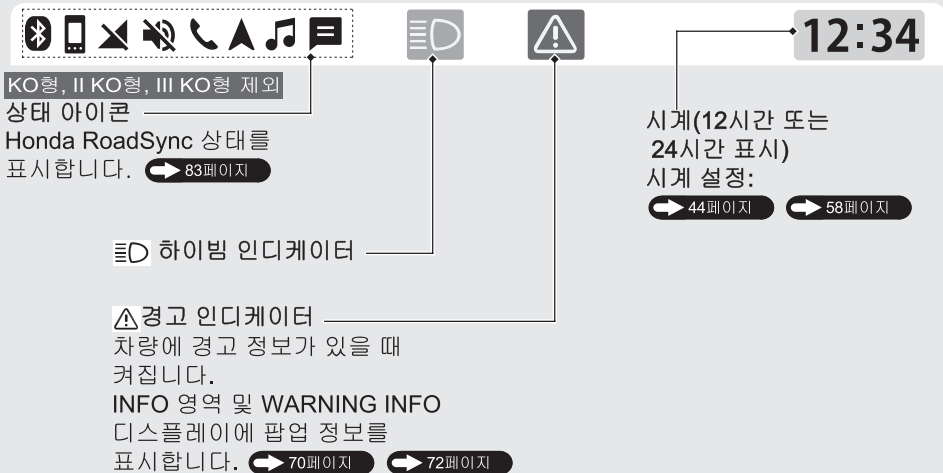 12:34
KO형, II KO형, III KO형 제외
상태 아이콘
Honda RoadSync 상태를
표시합니다. 83페이지
시계(12시간 또는
24시간 표시)
시계 설정:
44페이지 58페이지
하이빔 인디케이터
경고 인디케이터
차량에 경고 정보가 있을 때
켜집니다.
INFO 영역 및 WARNING INFO
디스플레이에 팝업 정보를
표시합니다. 70페이지 72페이지